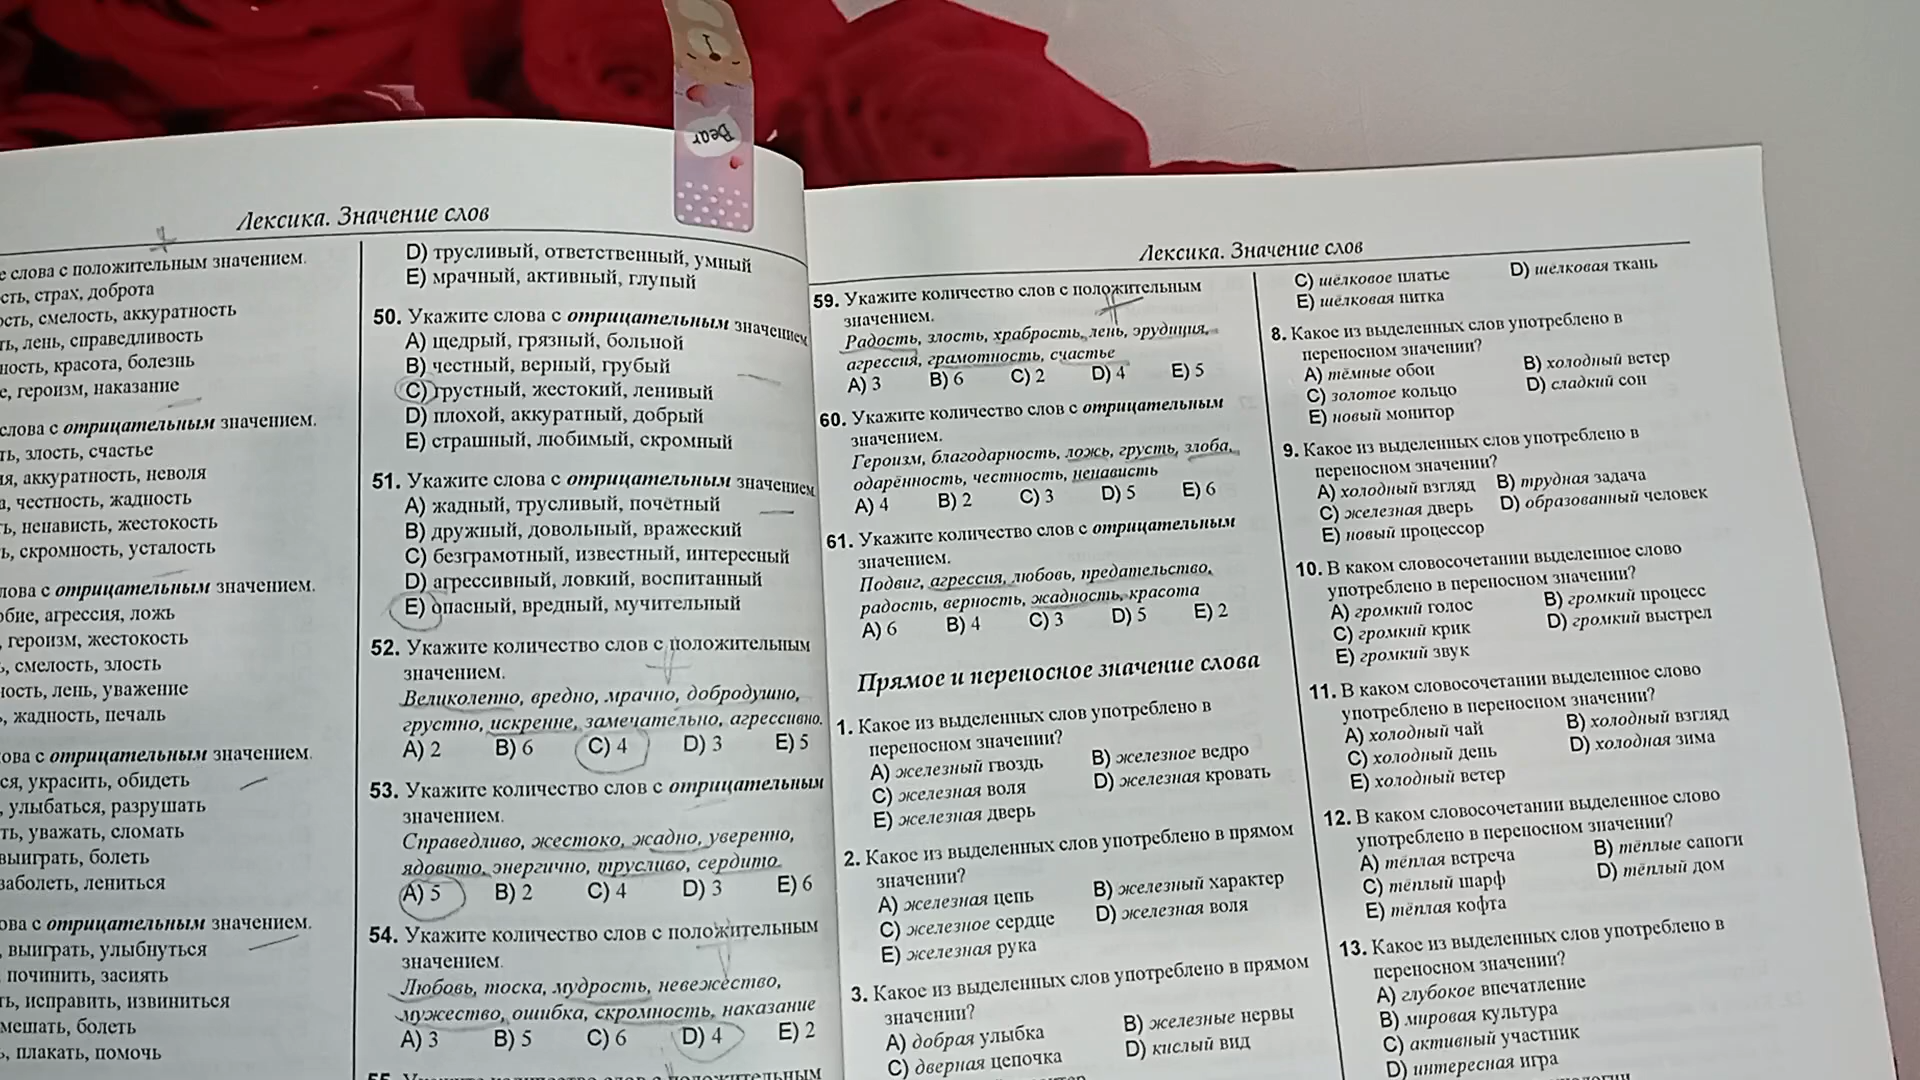 Bear
Лексика. Значение слов
слова с положительным значением.
страх, доброта
смелость, аккуратность
лень, справедливость
красота, болезнь
героизм, наказание
слова с отрицательным значением.
злость, счастье
аккуратность, неволя
честность, жадность
ненависть, жестокость
скромность, усталость
с отрицательным значением.
агрессия, ложь
героизм, жестокость
смелость, злость
лень, уважение
жадность, печаль
с отрицательным значением.
украсить, обидеть
улыбаться, разрушать
уважать, сломать
выиграть, болеть
заболеть, лениться
с отрицательным значением.
выиграть, улыбнуться
починить, засиять
исправить, извиниться
мешать, болеть
плакать, помочь
D) трусливый, ответственный, умный
E) мрачный, активный, глупый
50. Укажите слова с отрицательным значением
A) щедрый, грязный, больной
B) честный, верный, грубый
C) грустный, жестокий, ленивый
D) плохой, аккуратный, добрый
E) страшный, любимый, скромный
51. Укажите слова с отрицательным значением
A) жадный, трусливый, почётный
B) дружный, довольный, вражеский
C) безграмотный, известный, интересный
D) агрессивный, ловкий, воспитанный
E) опасный, вредный, мучительный
52. Укажите количество слов с положительным
значением.
Великолепно, вредно, мрачно, добродушно,
грустно, искренне, замечательно, агрессивно.
A) 2 B) 6 C) 4 D) 3 E) 5
53. Укажите количество слов с отрицательным
значением.
Справедливо, жестоко, жадно, уверенно,
ядовито, энергично, трусливо, сердито.
A) 5 B) 2 C) 4 D) 3 E) 6
54. Укажите количество слов с положительным
значением.
Любовь, тоска, мудрость, невежество,
мужество, ошибка, скромность, наказание
A) 3 B) 5 C) 6 D) 4 E) 2
Лексика. Значение слов
59. Укажите количество слов с положительным
значением.
Радость, злость, храбрость, лень, эрудиция,
агрессия, грамотность, счастье
A) 3 B) 6 C) 2 D) 4 E) 5
60. Укажите количество слов с отрицательным
значением.
Героизм, благодарность, ложь, грусть, злоба,
одарённость, честность, ненависть
A) 4 B) 2 C) 3 D) 5 E) 6
61. Укажите количество слов с отрицательным
значением.
Подвиг, агрессия, любовь, предательство,
радость, верность, жадность, красота
A) 6 B) 4 C) 3 D) 5 E) 2
Прямое и переносное значение слова
1. Какое из выделенных слов употреблено в
переносном значении?
A) железный гвоздь B) железное ведро
C) железная воля D) железная кровать
E) железная дверь
2. Какое из выделенных слов употреблено в прямом
значении?
A) железная цепь B) железный характер
C) железное сердце D) железная воля
E) железная рука
3. Какое из выделенных слов употреблено в прямом
значении?
A) добрая улыбка B) железные нервы
C) дверная цепочка D) кислый вид
C) шёлковое платье D) шёлковая ткань
E) шёлковая нитка
8. Какое из выделенных слов употреблено в
переносном значении?
A) тёмные обои B) холодный ветер
C) золотое кольцо D) сладкий сон
E) новый монитор
9. Какое из выделенных слов употреблено в
переносном значении?
A) холодный взгляд B) трудная задача
C) железная дверь D) образованный человек
E) новый процессор
10. В каком словосочетании выделенное слово
употреблено в переносном значении?
A) громкий голос B) громкий процесс
C) громкий крик D) громкий выстрел
E) громкий звук
11. В каком словосочетании выделенное слово
употреблено в переносном значении?
A) холодный чай B) холодный взгляд
C) холодный день D) холодная зима
E) холодный ветер
12. В каком словосочетании выделенное слово
употреблено в переносном значении?
A) тёплая встреча B) тёплые сапоги
C) тёплый шарф D) тёплый дом
E) тёплая кофта
13. Какое из выделенных слов употреблено в
переносном значении?
A) глубокое впечатление
B) мировая культура
C) активный участник
D) интересная игра